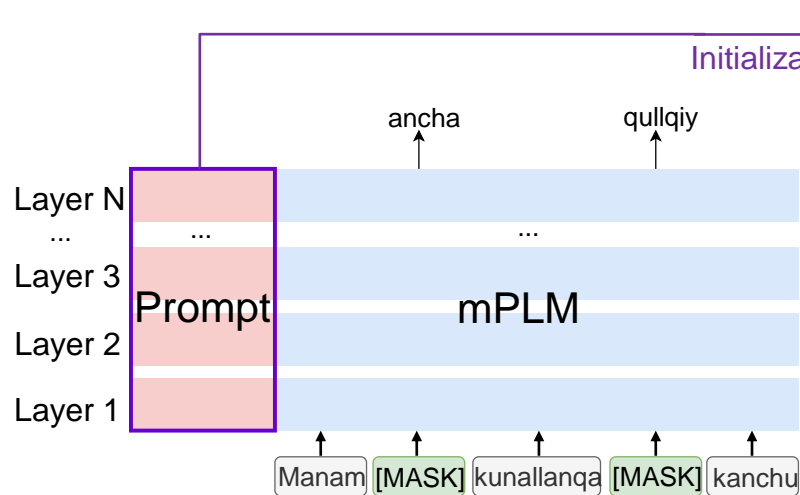 Initializa
ancha qullqiy
Layer N
... ... ...
Layer 3
Prompt mPLM
Layer 2
Layer 1
Manam [MASK] kunallanqa [MASK] kanchu